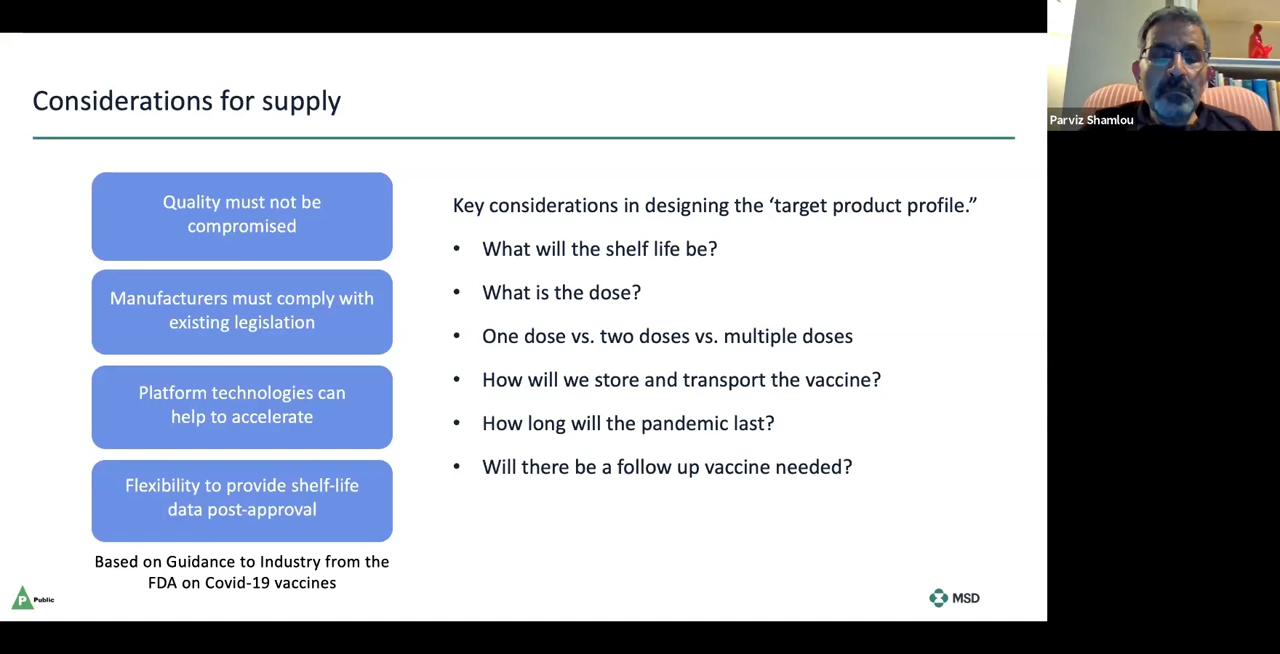 Considerations for supply
Quality must not be
compromised
Manufacturers must comply with
existing legislation
Platform technologies can
help to accelerate
Flexibility to provide shelf-life
data post-approval
Based on Guidance to Industry from the
FDA on Covid-19 vaccines
Key considerations in designing the ‘target product profile.”
• What will the shelf life be?
• What is the dose?
• One dose vs. two doses vs. multiple doses
• How will we store and transport the vaccine?
• How long will the pandemic last?
• Will there be a follow up vaccine needed?
P Public
MSD
Parviz Shamlou